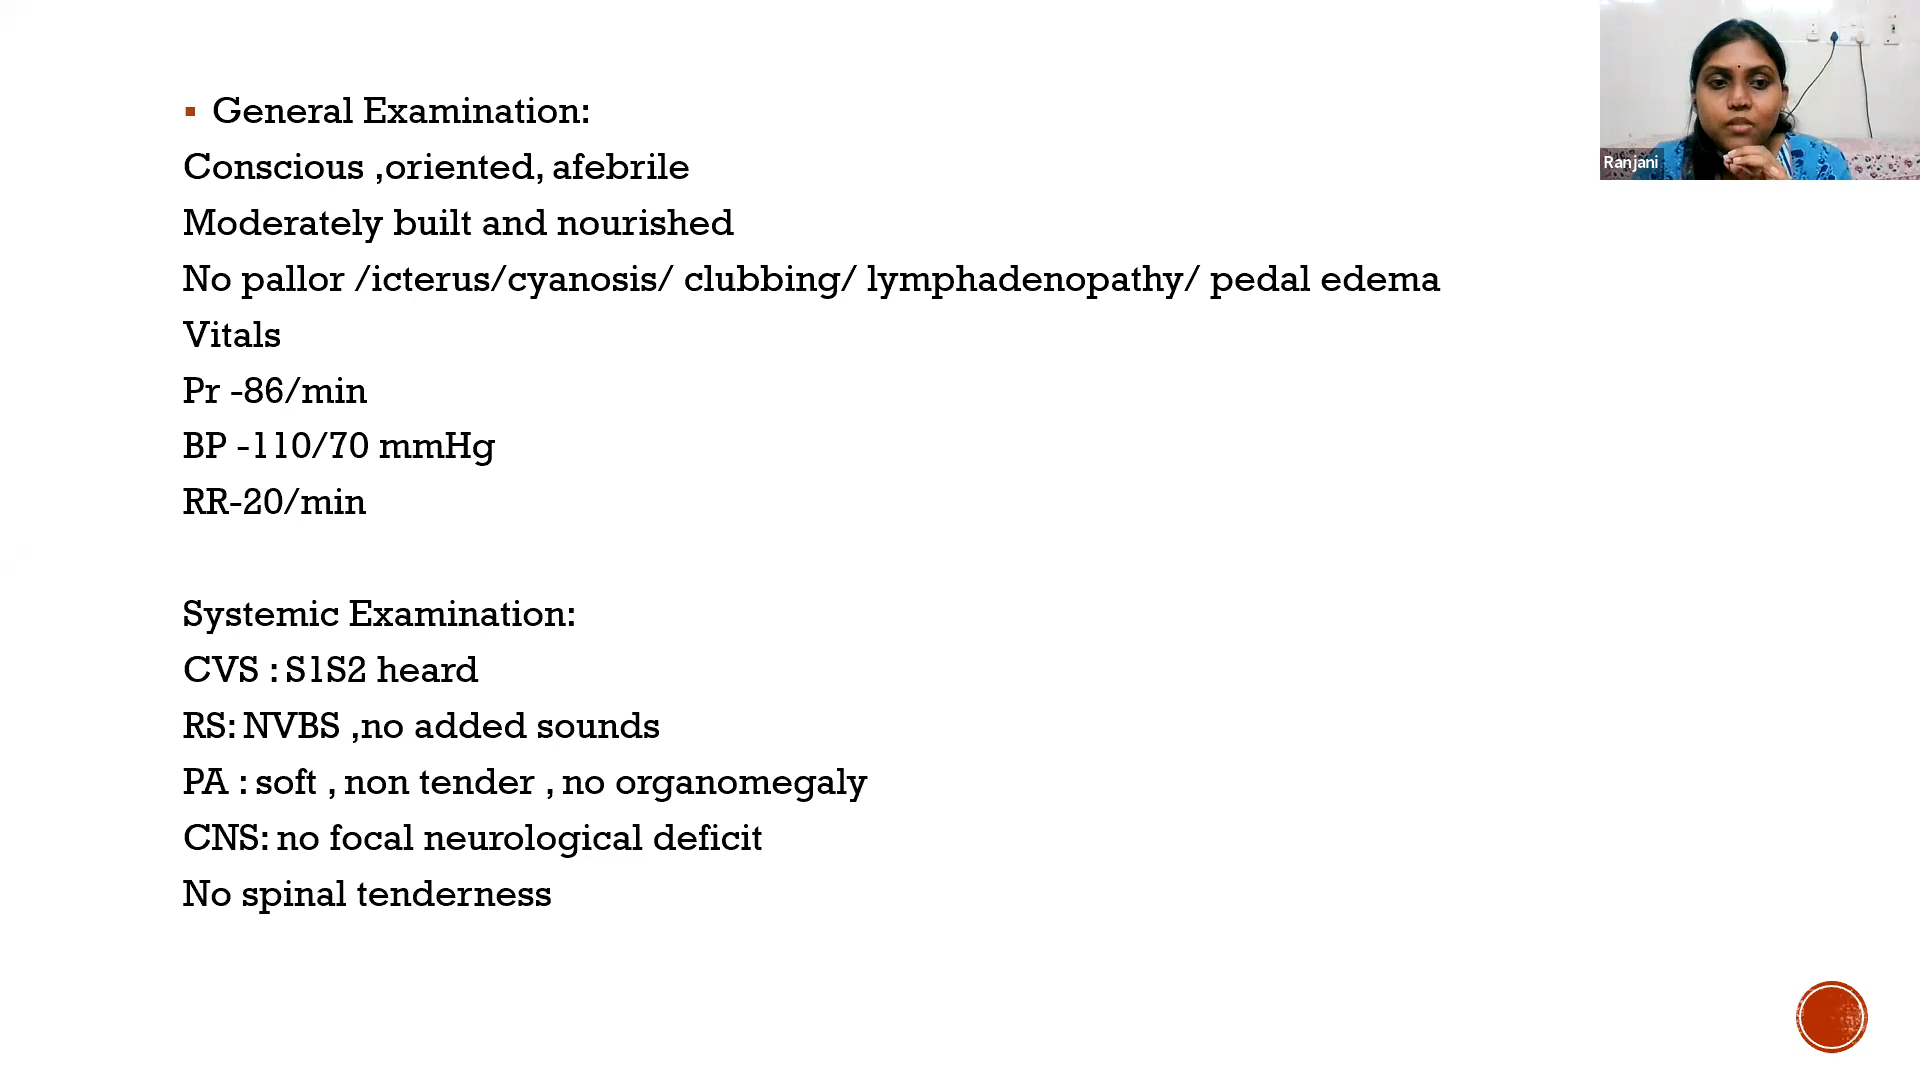 General Examination:
Conscious ,oriented, afebrile
Moderately built and nourished
No pallor /icterus/cyanosis/ clubbing/ lymphadenopathy/ pedal edema
Vitals
Pr -86/min
BP -110/70 mmHg
RR-20/min
Systemic Examination:
CVS : S1S2 heard
RS: NVBS ,no added sounds
PA : soft , non tender , no organomegaly
CNS: no focal neurological deficit
No spinal tenderness
Ranjani